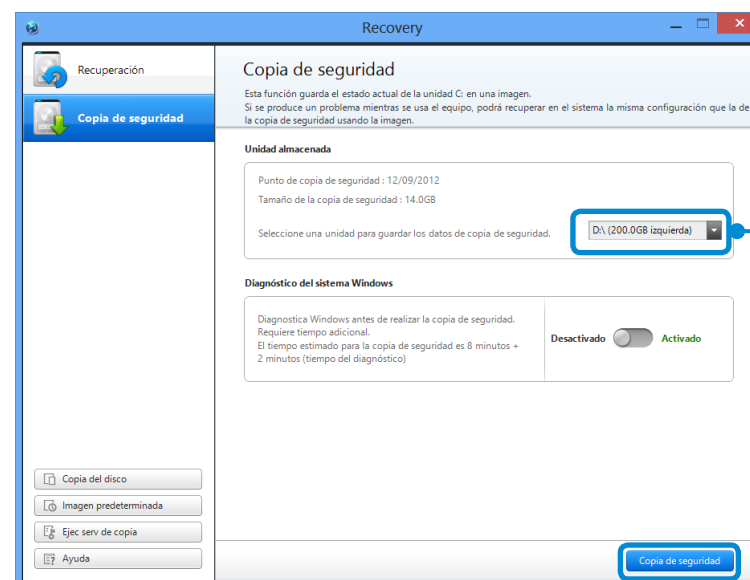 Recovery
Recuperación
Copia de seguridad
Copia de seguridad
Esta función guarda el estado actual de la unidad C: en una imagen.
Si se produce un problema mientras se usa el equipo, podrá recuperar en el sistema la misma configuración que la de
la copia de seguridad usando la imagen.
Unidad almacenada
Punto de copia de seguridad : 12/09/2012
Tamaño de la copia de seguridad : 14.0GB
Seleccione una unidad para guardar los datos de copia de seguridad.
D:\ (200.0GB izquierda)
Diagnóstico del sistema Windows
Diagnostica Windows antes de realizar la copia de seguridad.
Requiere tiempo adicional.
El tiempo estimado para la copia de seguridad es 8 minutos +
2 minutos (tiempo del diagnóstico)
Desactivado
Activado
Copia del disco
Imagen predeterminada
Ejec serv de copia
Ayuda
Copia de seguridad